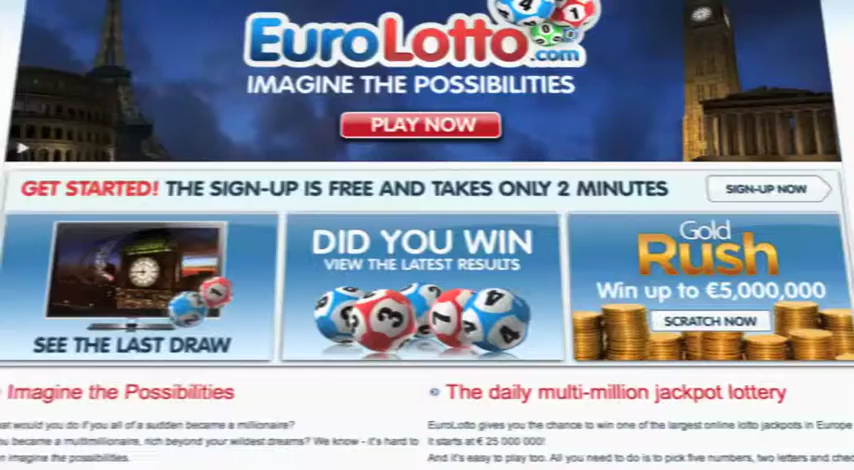 EuroLotto.com
IMAGINE THE POSSIBILITIES
PLAY NOW
GET STARTED! THE SIGN-UP IS FREE AND TAKES ONLY 2 MINUTES
SIGN-UP NOW
SEE THE LAST DRAW
DID YOU WIN
VIEW THE LATEST RESULTS
Gold
Rush
Win up to €5,000,000
SCRATCH NOW
Imagine the Possibilities
would you do if you all of a sudden became a millionaire?
became a multimillionaire, rich beyond your wildest dreams? We know - it's hard to
imagine the possibilities.
The daily multi-million jackpot lottery
EuroLotto gives you the chance to win one of the largest online lotto jackpots in Europe
It starts at € 25 000 000!
And it's easy to play too. All you need to do is to pick five numbers, two letters and